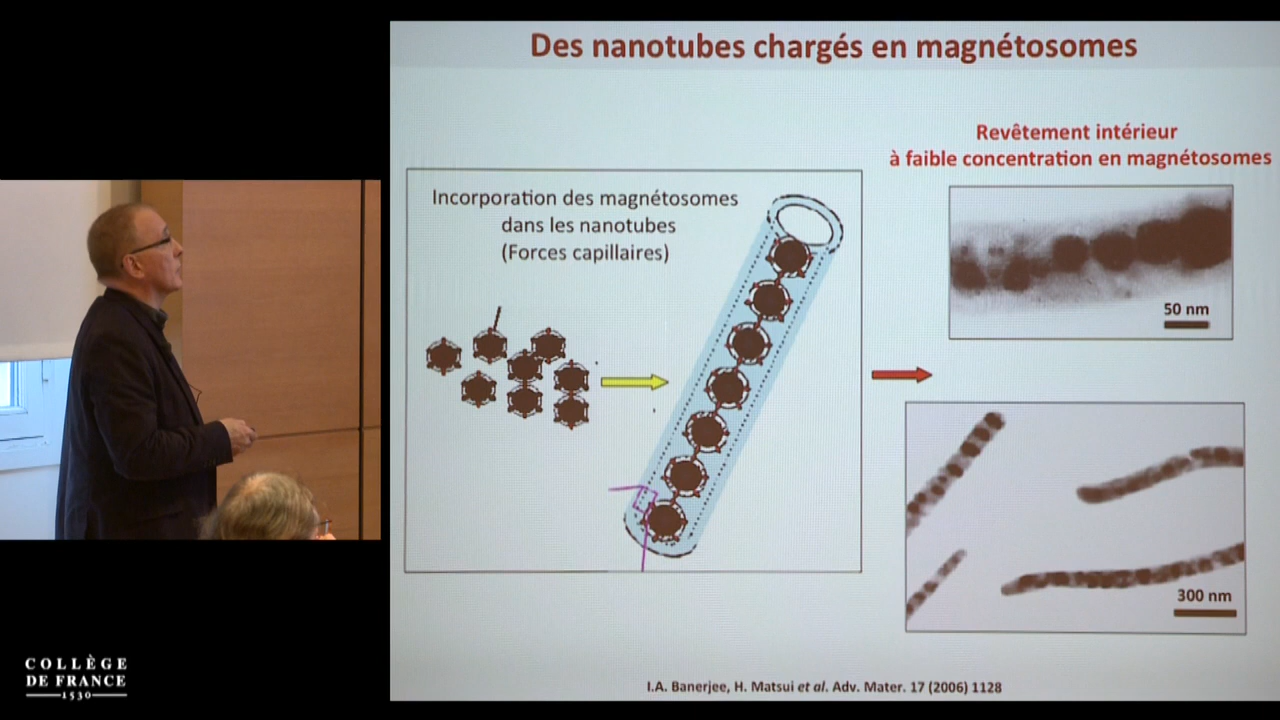 Des nanotubes chargés en magnétosomes
Revêtement intérieur
à faible concentration en magnétosomes
Incorporation des magnétosomes
dans les nanotubes
(Forces capillaires)
50 nm
300 nm
I.A. Banerjee, H. Matsui et al. Adv. Mater. 17 (2006) 1128
COLLÈGE
DE FRANCE
1530